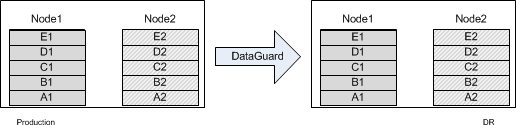 Node1 Node2 Node1 Node2
E1 E2 E1 E2
D1 D2 DataGuard D1 D2
C1 C2 C1 C2
B1 B2 B1 B2
A1 A2 A1 A2
Production DR